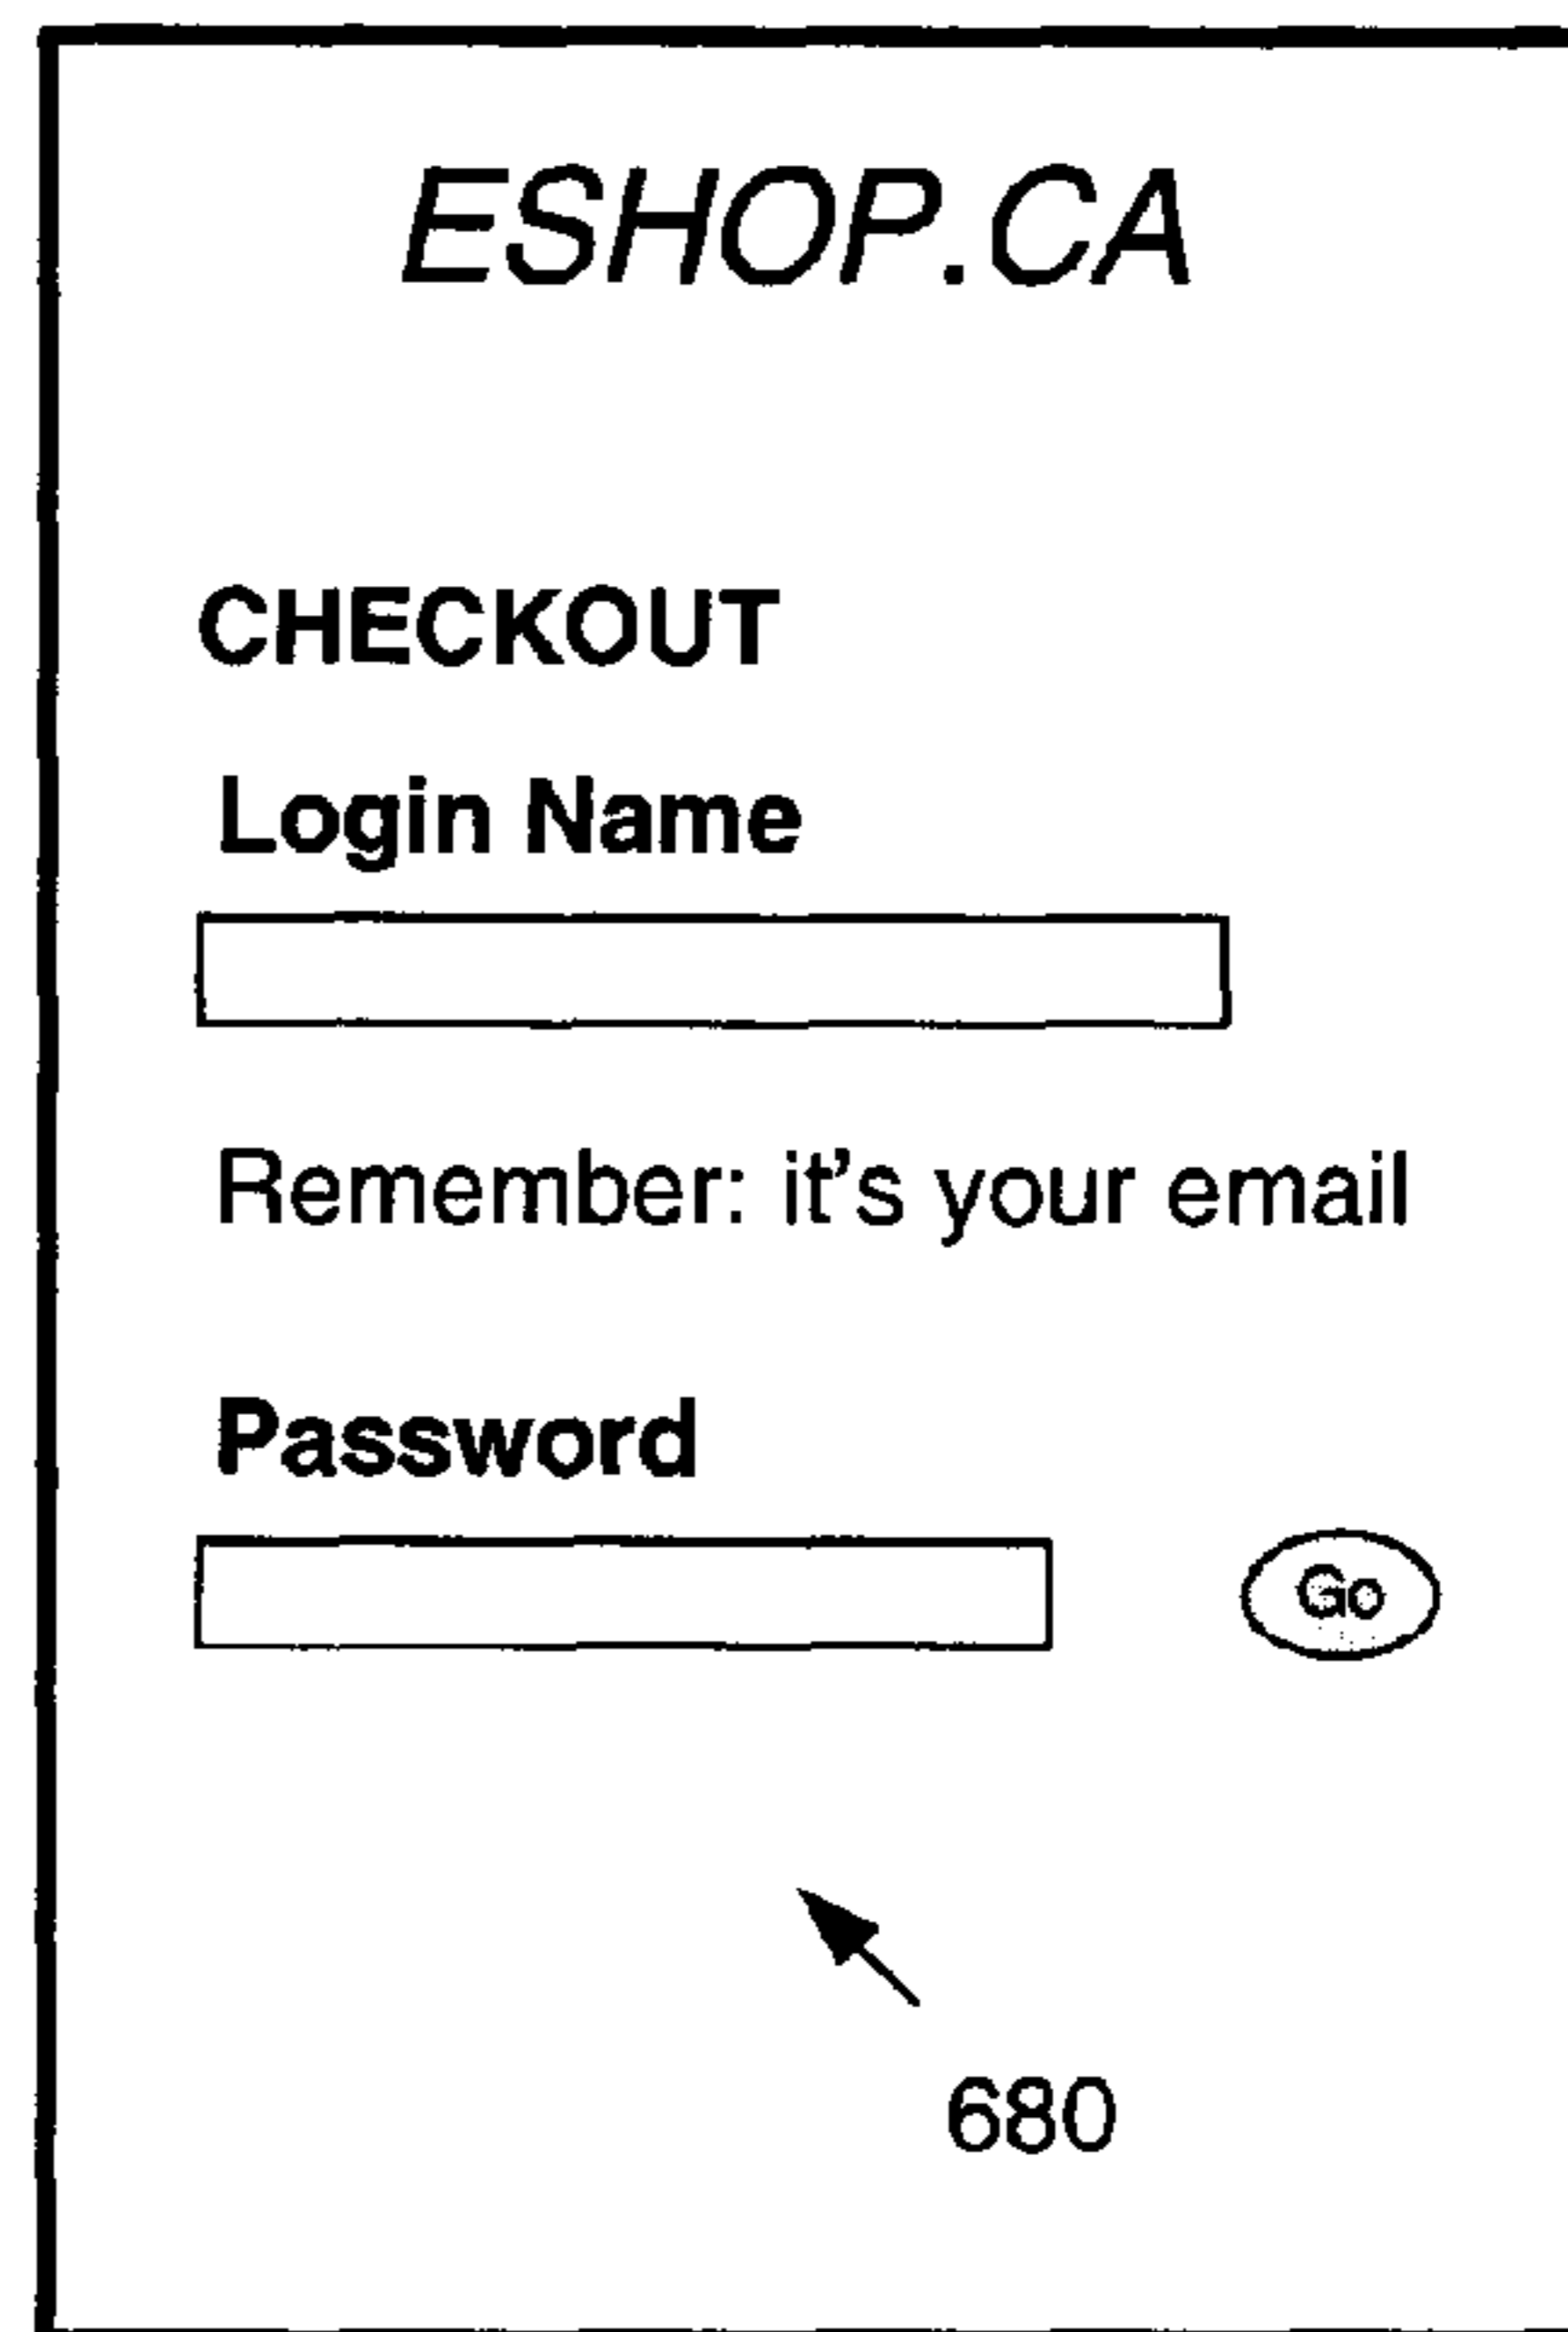 ESHOP.CA
CHECKOUT
Login Name
Remember: it's your email
Password
Go
680